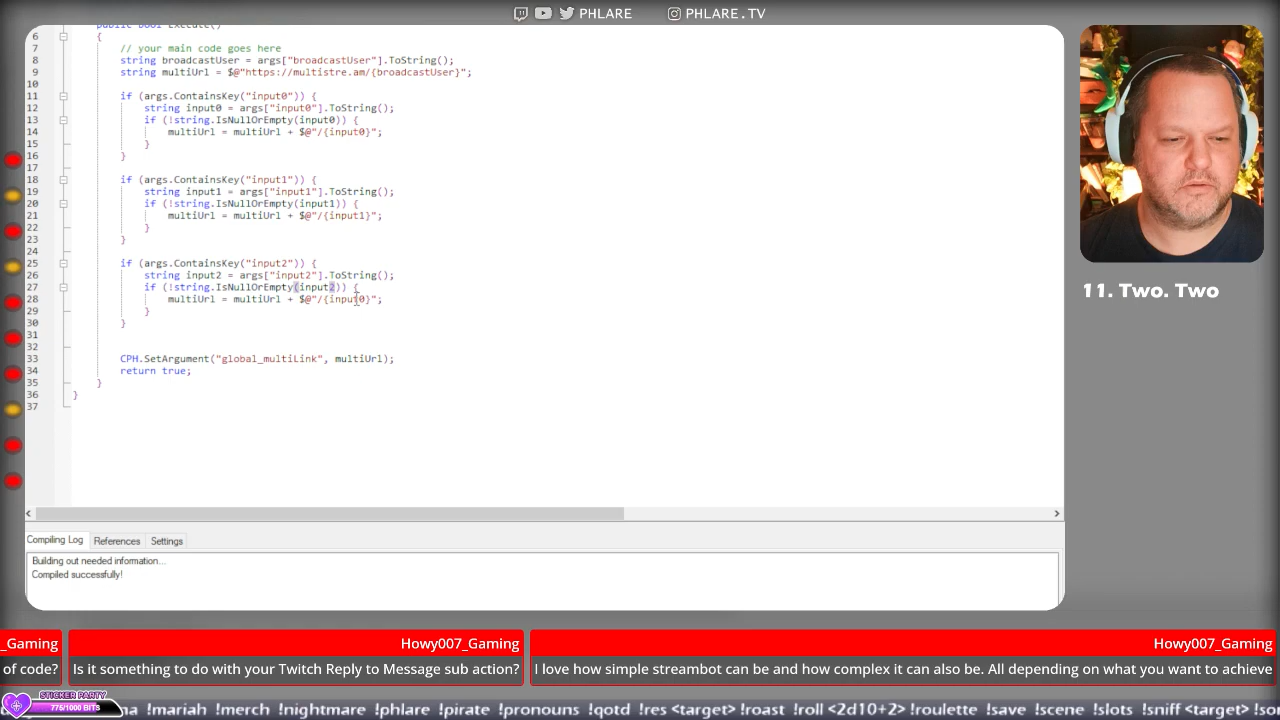 PHLARE
PHLARE.TV
6 {
7 // your main code goes here
8 string broadcastUser = args["broadcastUser"].ToString();
9 string multiUrl = $@"https://multistre.am/{broadcastUser}";
10
11 if (args.ContainsKey("input0")) {
12 string input0 = args["input0"].ToString();
13 if (!string.IsNullOrEmpty(input0)) {
14 multiUrl = multiUrl + $@"/{input0}";
15 }
16 }
17
18 if (args.ContainsKey("input1")) {
19 string input1 = args["input1"].ToString();
20 if (!string.IsNullOrEmpty(input1)) {
21 multiUrl = multiUrl + $@"/{input1}";
22 }
23 }
24
25 if (args.ContainsKey("input2")) {
26 string input2 = args["input2"].ToString();
27 if (!string.IsNullOrEmpty(input2)) {
28 multiUrl = multiUrl + $@"/{input0}";
29 }
30 }
31
32
33 CPH.SetArgument("global_multiLink", multiUrl);
34 return true;
35 }
36 }
37
11. Two. Two
Compiling Log References Settings
Building out needed information...
Compiled successfully!
_Gaming
of code?
Howy007_Gaming
Is it something to do with your Twitch Reply to Message sub action?
Howy007_Gaming
I love how simple streambot can be and how complex it can also be. All depending on what you want to achieve
STICKER PARTY
775/1000 BITS
!mariah !merch !nightmare !phlare !pirate !pronouns !qotd !res <target> !roast !roll <2d10+2> !roulette !save !scene !slots !sniff <target>